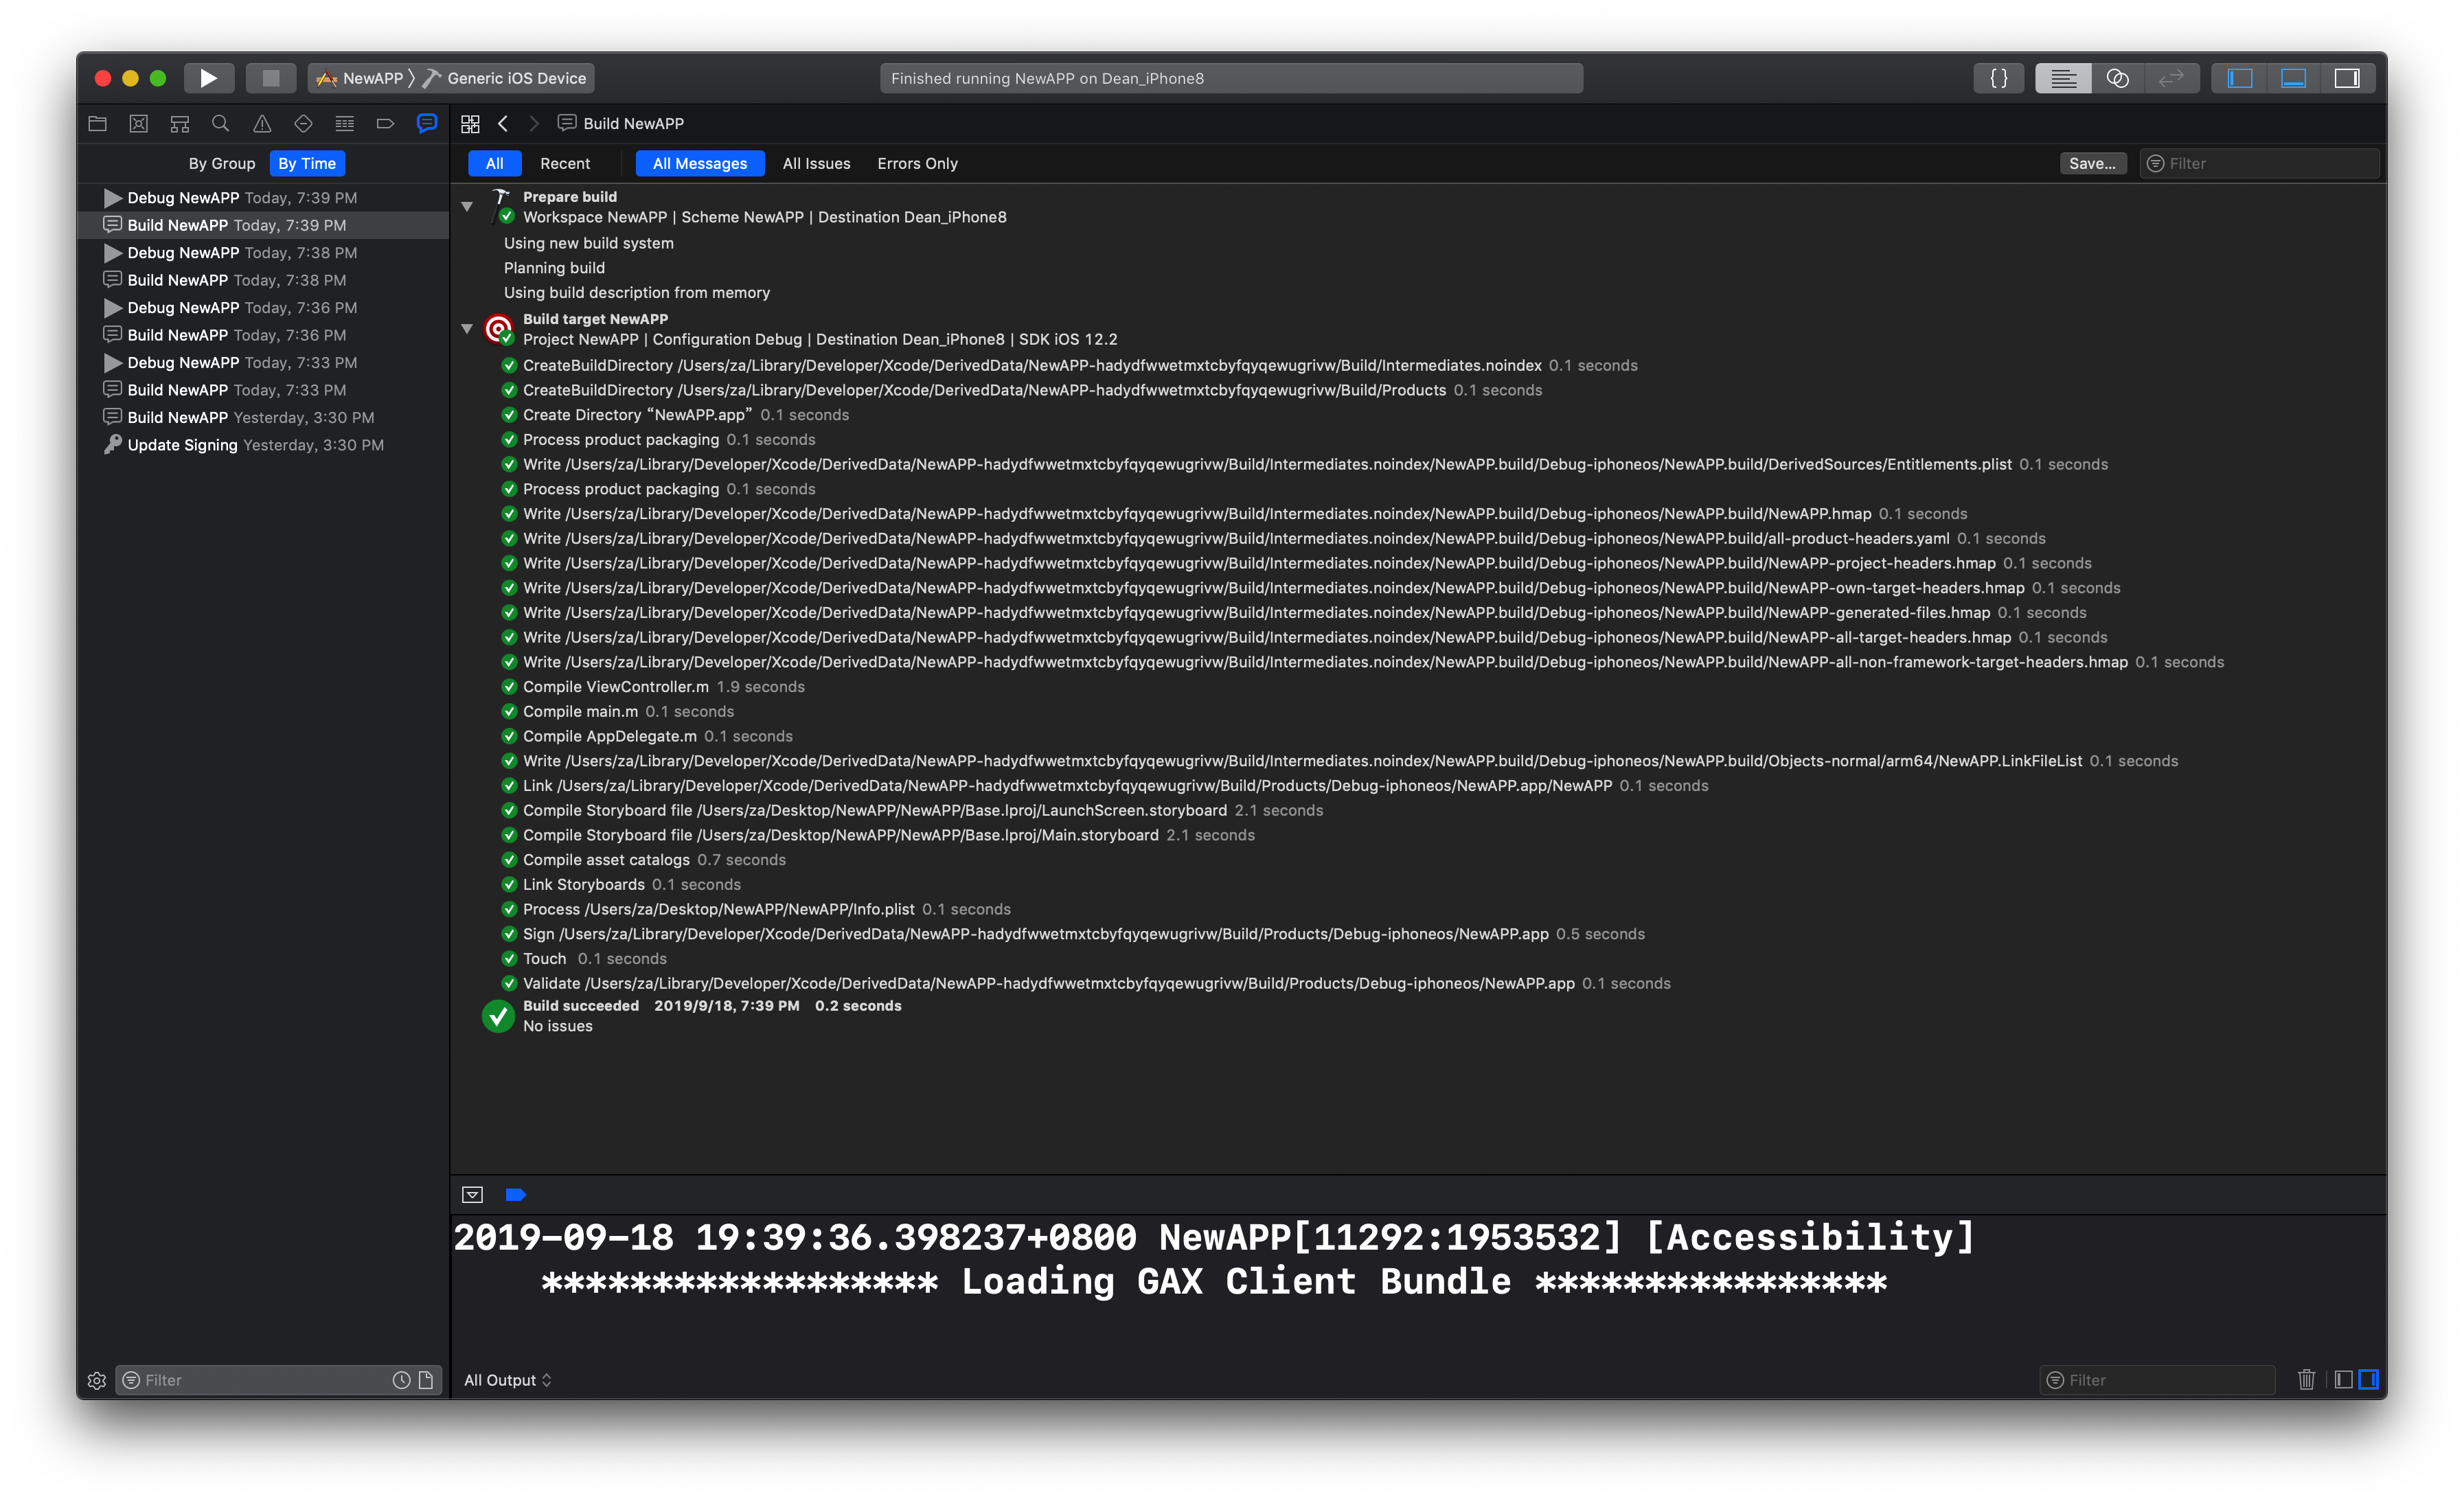 NewAPP Generic iOS Device
Finished running NewAPP on Dean_iPhone8
{ }
Build NewAPP
By Group By Time
All Recent All Messages All Issues Errors Only
Save... Filter
Debug NewAPP Today, 7:39 PM
Build NewAPP Today, 7:39 PM
Debug NewAPP Today, 7:38 PM
Build NewAPP Today, 7:38 PM
Debug NewAPP Today, 7:36 PM
Build NewAPP Today, 7:36 PM
Debug NewAPP Today, 7:33 PM
Build NewAPP Today, 7:33 PM
Build NewAPP Yesterday, 3:30 PM
Update Signing Yesterday, 3:30 PM
Prepare build
Workspace NewAPP | Scheme NewAPP | Destination Dean_iPhone8
Using new build system
Planning build
Using build description from memory
Build target NewAPP
Project NewAPP | Configuration Debug | Destination Dean_iPhone8 | SDK iOS 12.2
CreateBuildDirectory /Users/za/Library/Developer/Xcode/DerivedData/NewAPP-hadydfwwetmxtcbyfqyqewugrivw/Build/Intermediates.noindex 0.1 seconds
CreateBuildDirectory /Users/za/Library/Developer/Xcode/DerivedData/NewAPP-hadydfwwetmxtcbyfqyqewugrivw/Build/Products 0.1 seconds
Create Directory “NewAPP.app” 0.1 seconds
Process product packaging 0.1 seconds
Write /Users/za/Library/Developer/Xcode/DerivedData/NewAPP-hadydfwwetmxtcbyfqyqewugrivw/Build/Intermediates.noindex/NewAPP.build/Debug-iphoneos/NewAPP.build/DerivedSources/Entitlements.plist 0.1 seconds
Process product packaging 0.1 seconds
Write /Users/za/Library/Developer/Xcode/DerivedData/NewAPP-hadydfwwetmxtcbyfqyqewugrivw/Build/Intermediates.noindex/NewAPP.build/Debug-iphoneos/NewAPP.build/NewAPP.hmap 0.1 seconds
Write /Users/za/Library/Developer/Xcode/DerivedData/NewAPP-hadydfwwetmxtcbyfqyqewugrivw/Build/Intermediates.noindex/NewAPP.build/Debug-iphoneos/NewAPP.build/all-product-headers.yaml 0.1 seconds
Write /Users/za/Library/Developer/Xcode/DerivedData/NewAPP-hadydfwwetmxtcbyfqyqewugrivw/Build/Intermediates.noindex/NewAPP.build/Debug-iphoneos/NewAPP.build/NewAPP-project-headers.hmap 0.1 seconds
Write /Users/za/Library/Developer/Xcode/DerivedData/NewAPP-hadydfwwetmxtcbyfqyqewugrivw/Build/Intermediates.noindex/NewAPP.build/Debug-iphoneos/NewAPP.build/NewAPP-own-target-headers.hmap 0.1 seconds
Write /Users/za/Library/Developer/Xcode/DerivedData/NewAPP-hadydfwwetmxtcbyfqyqewugrivw/Build/Intermediates.noindex/NewAPP.build/Debug-iphoneos/NewAPP.build/NewAPP-generated-files.hmap 0.1 seconds
Write /Users/za/Library/Developer/Xcode/DerivedData/NewAPP-hadydfwwetmxtcbyfqyqewugrivw/Build/Intermediates.noindex/NewAPP.build/Debug-iphoneos/NewAPP.build/NewAPP-all-target-headers.hmap 0.1 seconds
Write /Users/za/Library/Developer/Xcode/DerivedData/NewAPP-hadydfwwetmxtcbyfqyqewugrivw/Build/Intermediates.noindex/NewAPP.build/Debug-iphoneos/NewAPP.build/NewAPP-all-non-framework-target-headers.hmap 0.1 seconds
Compile ViewController.m 1.9 seconds
Compile main.m 0.1 seconds
Compile AppDelegate.m 0.1 seconds
Write /Users/za/Library/Developer/Xcode/DerivedData/NewAPP-hadydfwwetmxtcbyfqyqewugrivw/Build/Intermediates.noindex/NewAPP.build/Debug-iphoneos/NewAPP.build/Objects-normal/arm64/NewAPP.LinkFileList 0.1 seconds
Link /Users/za/Library/Developer/Xcode/DerivedData/NewAPP-hadydfwwetmxtcbyfqyqewugrivw/Build/Products/Debug-iphoneos/NewAPP.app/NewAPP 0.1 seconds
Compile Storyboard file /Users/za/Desktop/NewAPP/NewAPP/Base.lproj/LaunchScreen.storyboard 2.1 seconds
Compile Storyboard file /Users/za/Desktop/NewAPP/NewAPP/Base.lproj/Main.storyboard 2.1 seconds
Compile asset catalogs 0.7 seconds
Link Storyboards 0.1 seconds
Process /Users/za/Desktop/NewAPP/NewAPP/Info.plist 0.1 seconds
Sign /Users/za/Library/Developer/Xcode/DerivedData/NewAPP-hadydfwwetmxtcbyfqyqewugrivw/Build/Products/Debug-iphoneos/NewAPP.app 0.5 seconds
Touch 0.1 seconds
Validate /Users/za/Library/Developer/Xcode/DerivedData/NewAPP-hadydfwwetmxtcbyfqyqewugrivw/Build/Products/Debug-iphoneos/NewAPP.app 0.1 seconds
Build succeeded 2019/9/18, 7:39 PM 0.2 seconds
No issues
2019-09-18 19:39:36.398237+0800 NewAPP[11292:1953532] [Accessibility]
****************** Loading GAX Client Bundle ****************
Filter
All Output
Filter